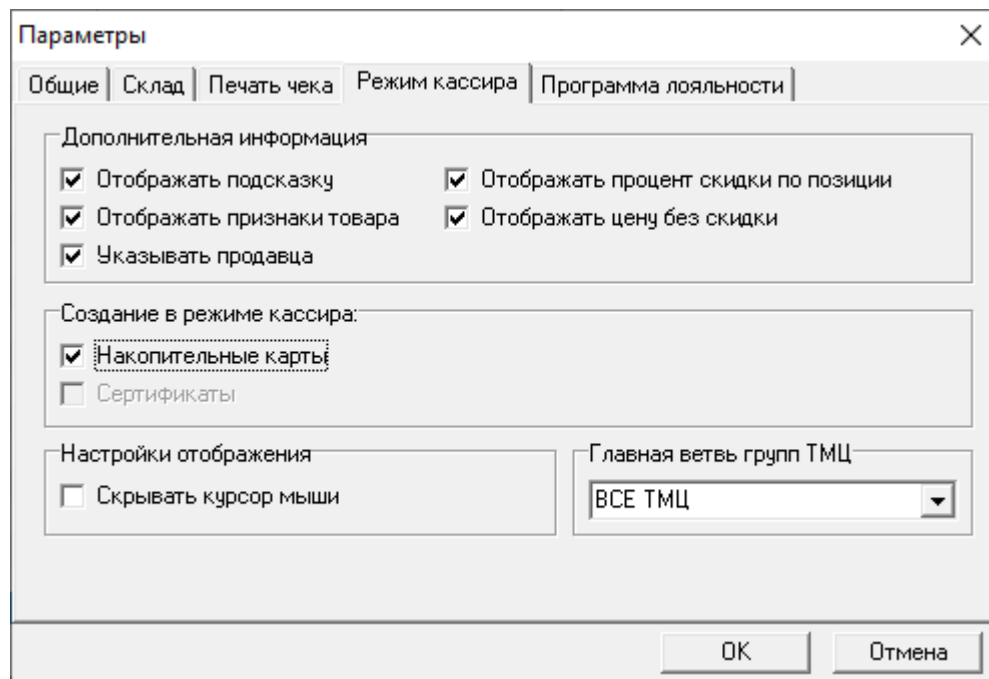 Параметры
Общие Склад Печать чека Режим кассира Программа лояльности
Дополнительная информация
Отображать подсказку Отображать процент скидки по позиции
Отображать признаки товара Отображать цену без скидки
Указывать продавца
Создание в режиме кассира:
Накопительные карты
Сертификаты
Настройки отображения Главная ветвь групп ТМЦ
Скрывать курсор мыши ВСЕ ТМЦ
ОК Отмена